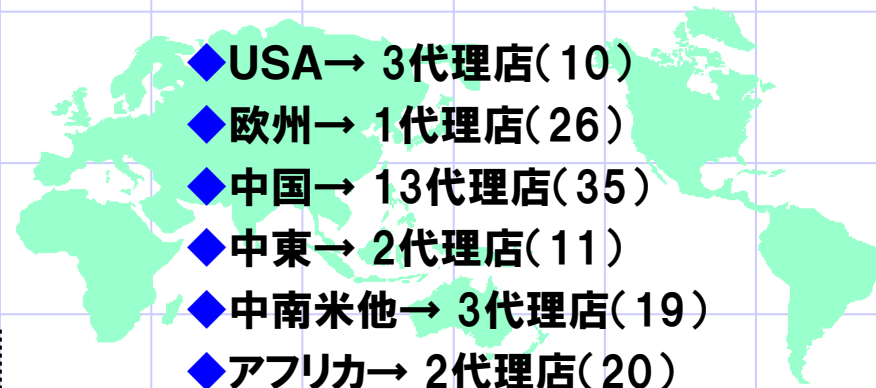 ◆USA→ 3代理店(10)
◆欧州→ 1代理店(26)
◆中国→ 13代理店(35)
◆中東→ 2代理店(11)
◆中南米他→ 3代理店(19)
◆アフリカ→ 2代理店(20)